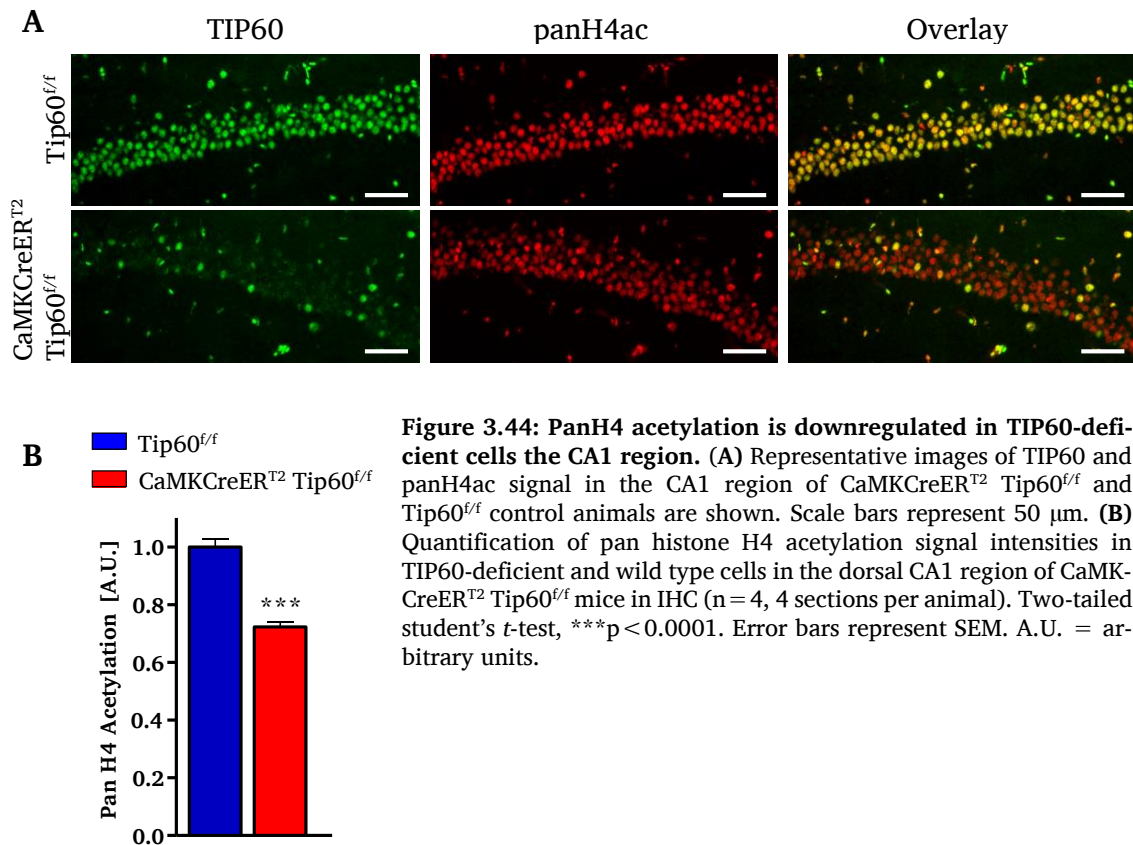 A
TIP60
panH4ac
Overlay
Tip60f/f
CaMKCreERT2
Tip60f/f
B
Tip60f/f
CaMKCreERT2 Tip60f/f
Pan H4 Acetylation [A.U.]
1.0
0.8
0.6
0.4
0.2
0.0
***
Figure 3.44: PanH4 acetylation is downregulated in TIP60-defi-
cient cells the CA1 region. (A) Representative images of TIP60 and
panH4ac signal in the CA1 region of CaMKCreERT2 Tip60f/f and
Tip60f/f control animals are shown. Scale bars represent 50 μm. (B)
Quantification of pan histone H4 acetylation signal intensities in
TIP60-deficient and wild type cells in the dorsal CA1 region of CaMK-
CreERT2 Tip60f/f mice in IHC (n=4, 4 sections per animal). Two-tailed
student's t-test, ***p<0.0001. Error bars represent SEM. A.U. = ar-
bitrary units.